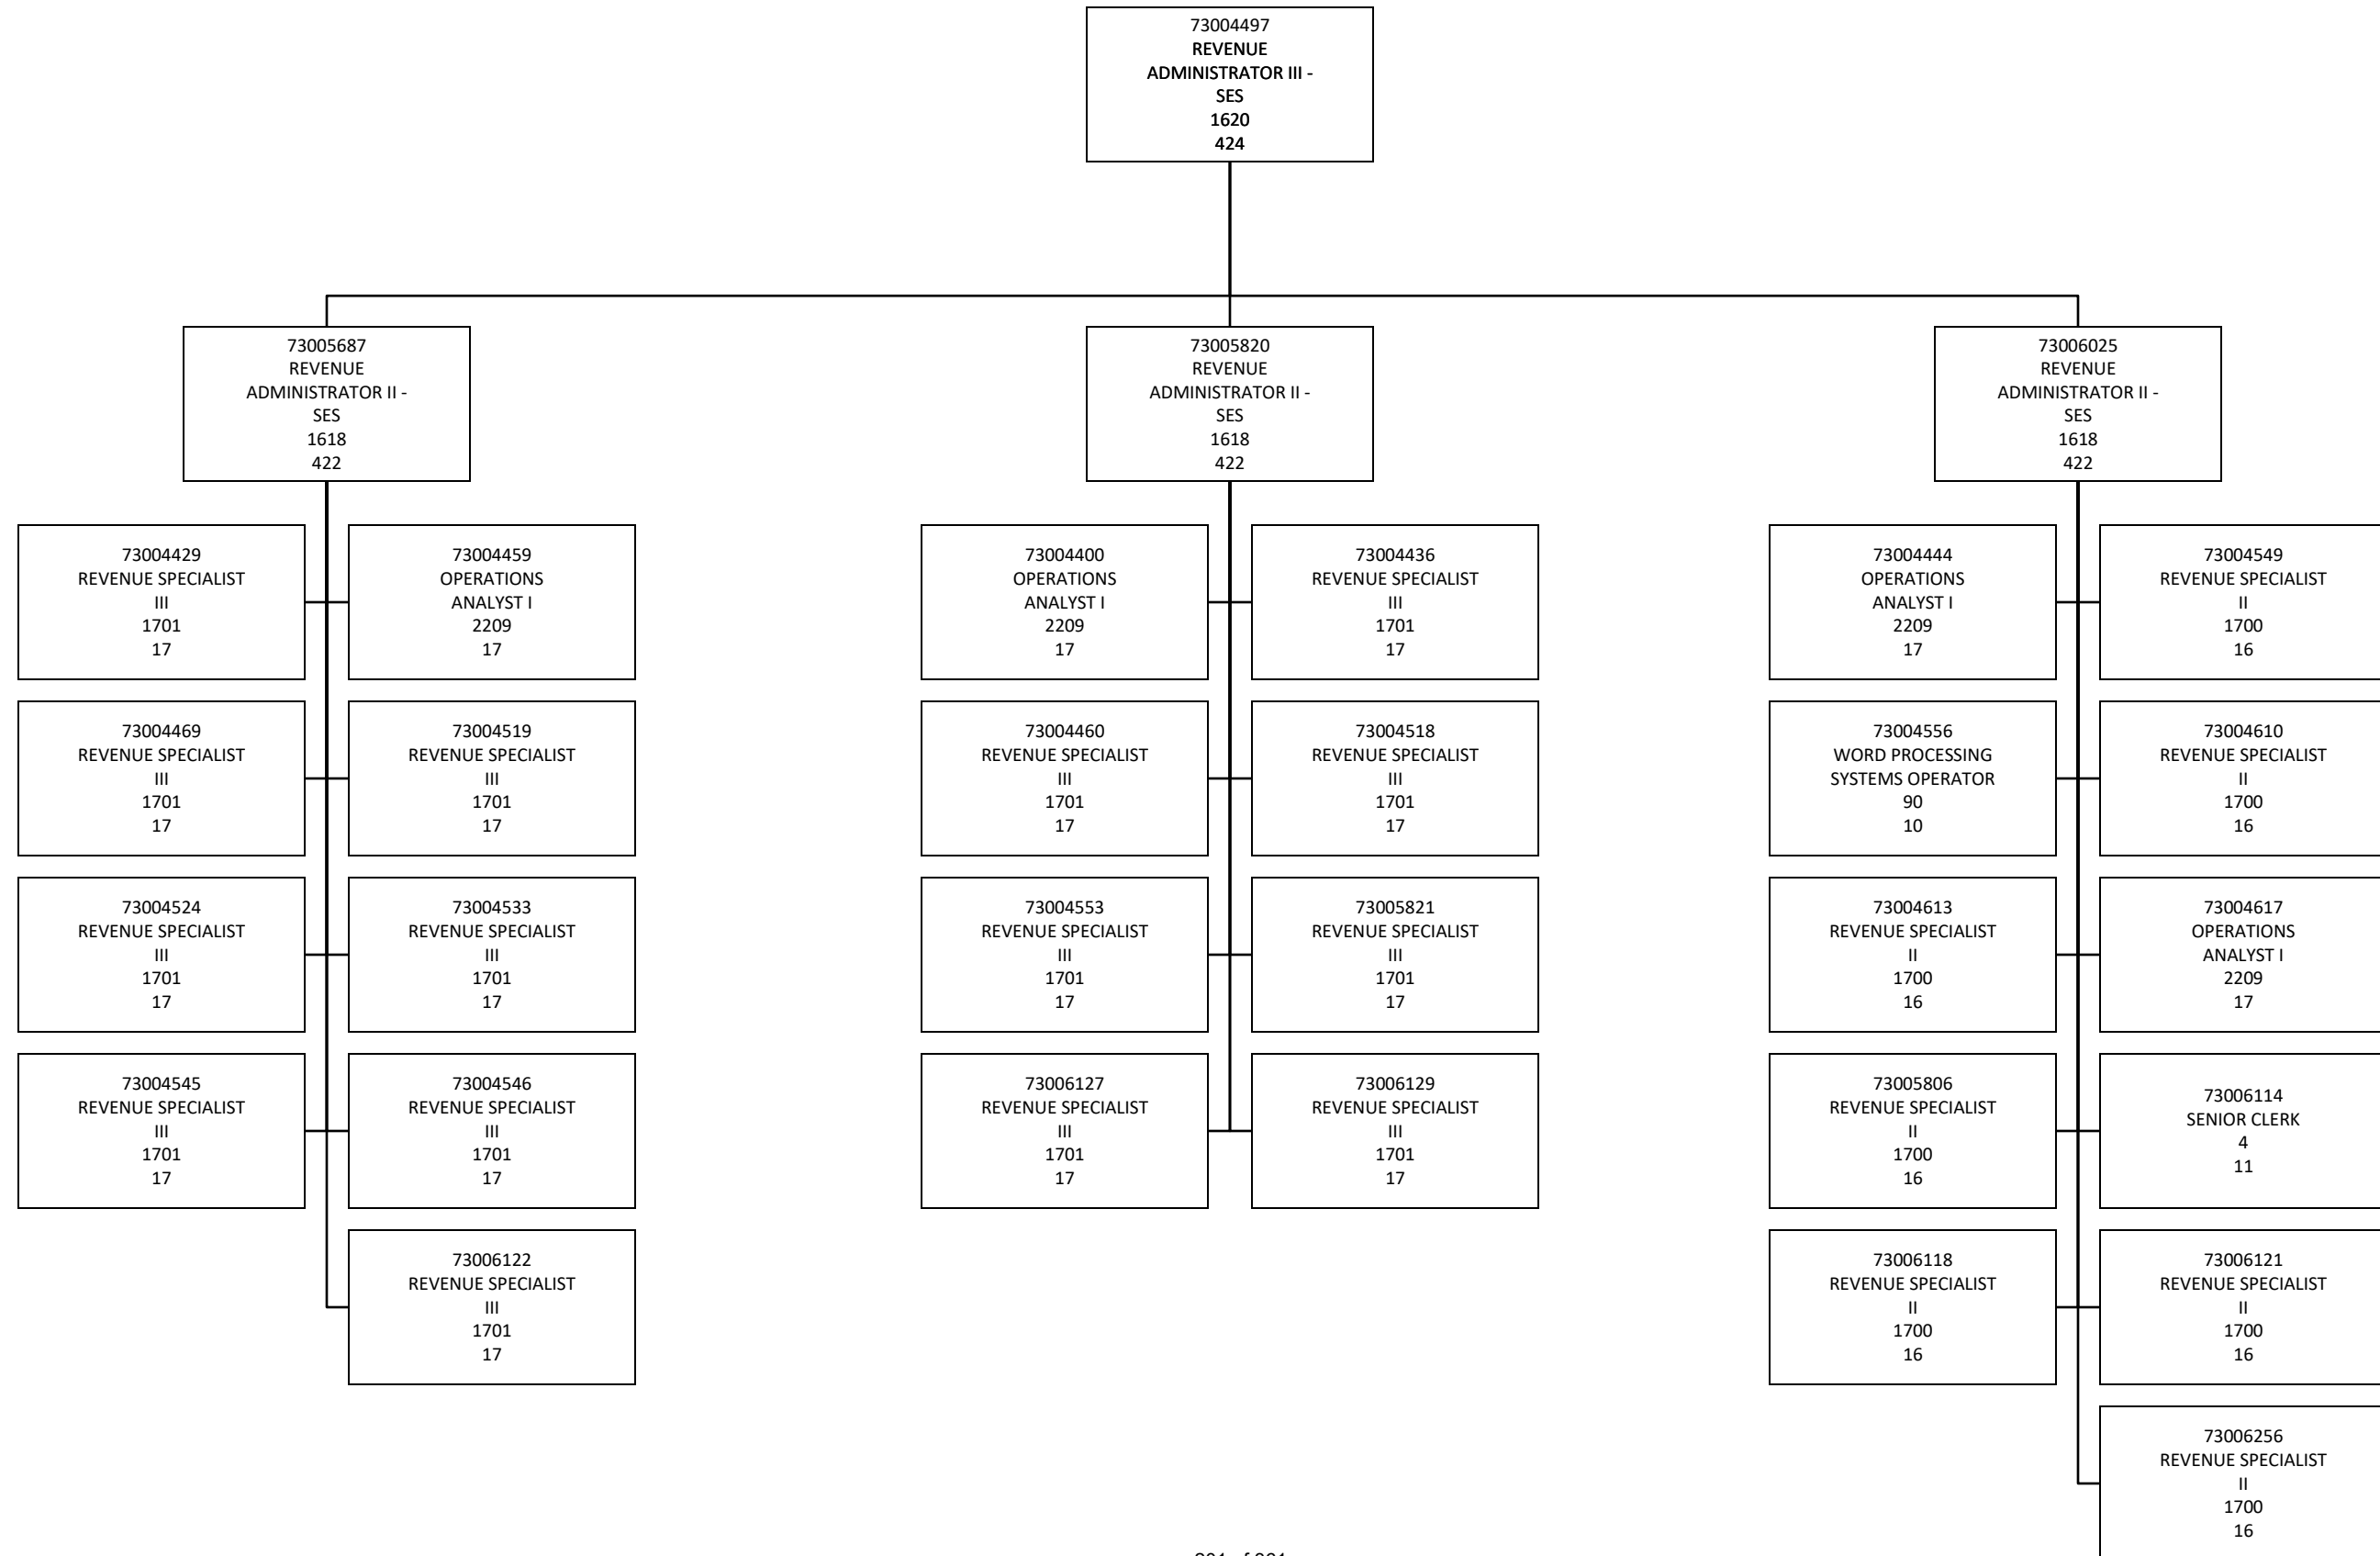 73004497
REVENUE
ADMINISTRATOR III -
SES
1620
424
73005687
REVENUE
ADMINISTRATOR II -
SES
1618
422
73005820
REVENUE
ADMINISTRATOR II -
SES
1618
422
73006025
REVENUE
ADMINISTRATOR II -
SES
1618
422
73004429
REVENUE SPECIALIST
III
1701
17
73004459
OPERATIONS
ANALYST I
2209
17
73004400
OPERATIONS
ANALYST I
2209
17
73004436
REVENUE SPECIALIST
III
1701
17
73004444
OPERATIONS
ANALYST I
2209
17
73004549
REVENUE SPECIALIST
II
1700
16
73004469
REVENUE SPECIALIST
III
1701
17
73004519
REVENUE SPECIALIST
III
1701
17
73004460
REVENUE SPECIALIST
III
1701
17
73004518
REVENUE SPECIALIST
III
1701
17
73004556
WORD PROCESSING
SYSTEMS OPERATOR
90
10
73004610
REVENUE SPECIALIST
II
1700
16
73004524
REVENUE SPECIALIST
III
1701
17
73004533
REVENUE SPECIALIST
III
1701
17
73004553
REVENUE SPECIALIST
III
1701
17
73005821
REVENUE SPECIALIST
III
1701
17
73004613
REVENUE SPECIALIST
II
1700
16
73004617
OPERATIONS
ANALYST I
2209
17
73004545
REVENUE SPECIALIST
III
1701
17
73004546
REVENUE SPECIALIST
III
1701
17
73006127
REVENUE SPECIALIST
III
1701
17
73006129
REVENUE SPECIALIST
III
1701
17
73005806
REVENUE SPECIALIST
II
1700
16
73006114
SENIOR CLERK
4
11
73006122
REVENUE SPECIALIST
III
1701
17
73006118
REVENUE SPECIALIST
II
1700
16
73006121
REVENUE SPECIALIST
II
1700
16
73006256
REVENUE SPECIALIST
II
1700
16